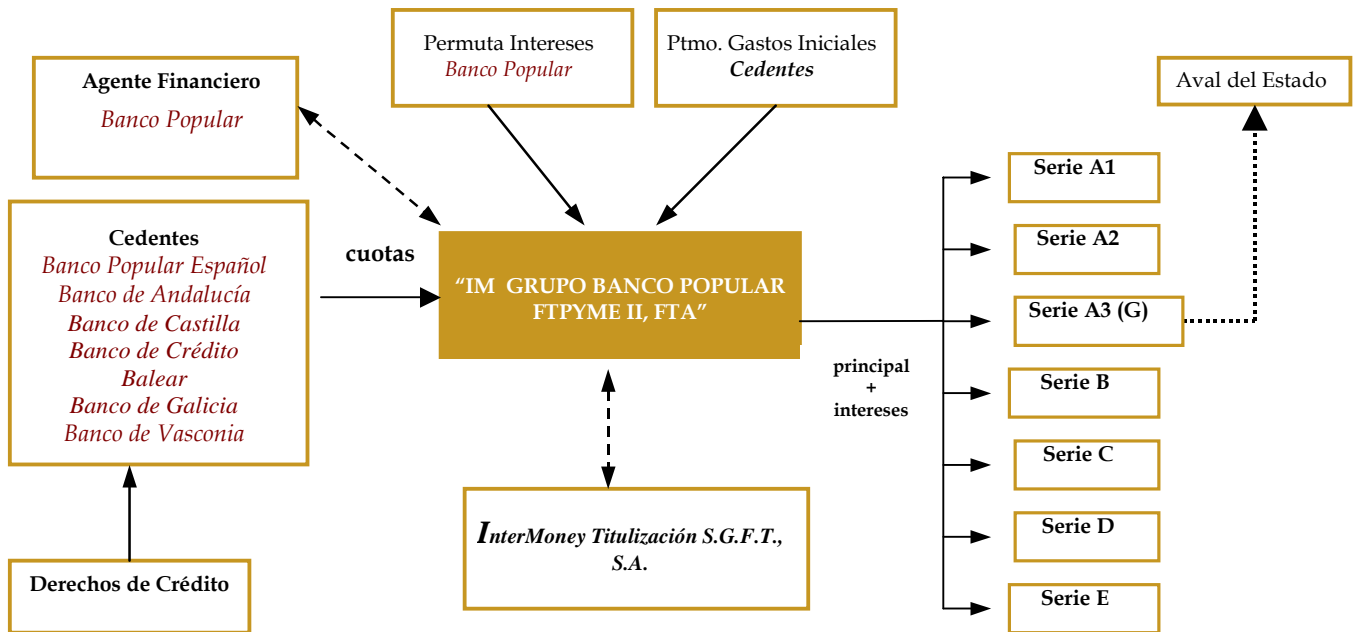 Permuta Intereses
Banco Popular
Ptmo. Gastos Iniciales
Cedentes
Agente Financiero
Banco Popular
Aval del Estado
Cedentes
Banco Popular Español
Banco de Andalucía
Banco de Castilla
Banco de Crédito
Balear
Banco de Galicia
Banco de Vasconia
cuotas
“IM GRUPO BANCO POPULAR
FTPYME II, FTA”
principal
+
intereses
Serie A1
Serie A2
Serie A3 (G)
Serie B
Serie C
Serie D
Serie E
InterMoney Titulización S.G.F.T.,
S.A.
Derechos de Crédito